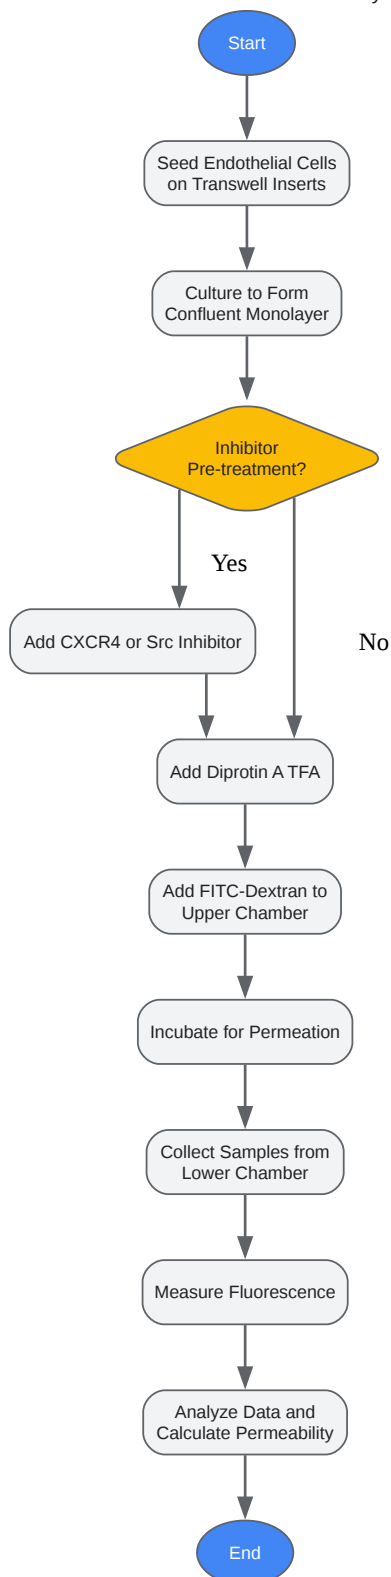 Start
Seed Endothelial Cells
on Transwell Inserts
Culture to Form
Confluent Monolayer
Inhibitor
Pre-treatment?
Yes
Add CXCR4 or Src Inhibitor
No
Add Diprotin A TFA
Add FITC-Dextran to
Upper Chamber
Incubate for Permeation
Collect Samples from
Lower Chamber
Measure Fluorescence
Analyze Data and
Calculate Permeability
End